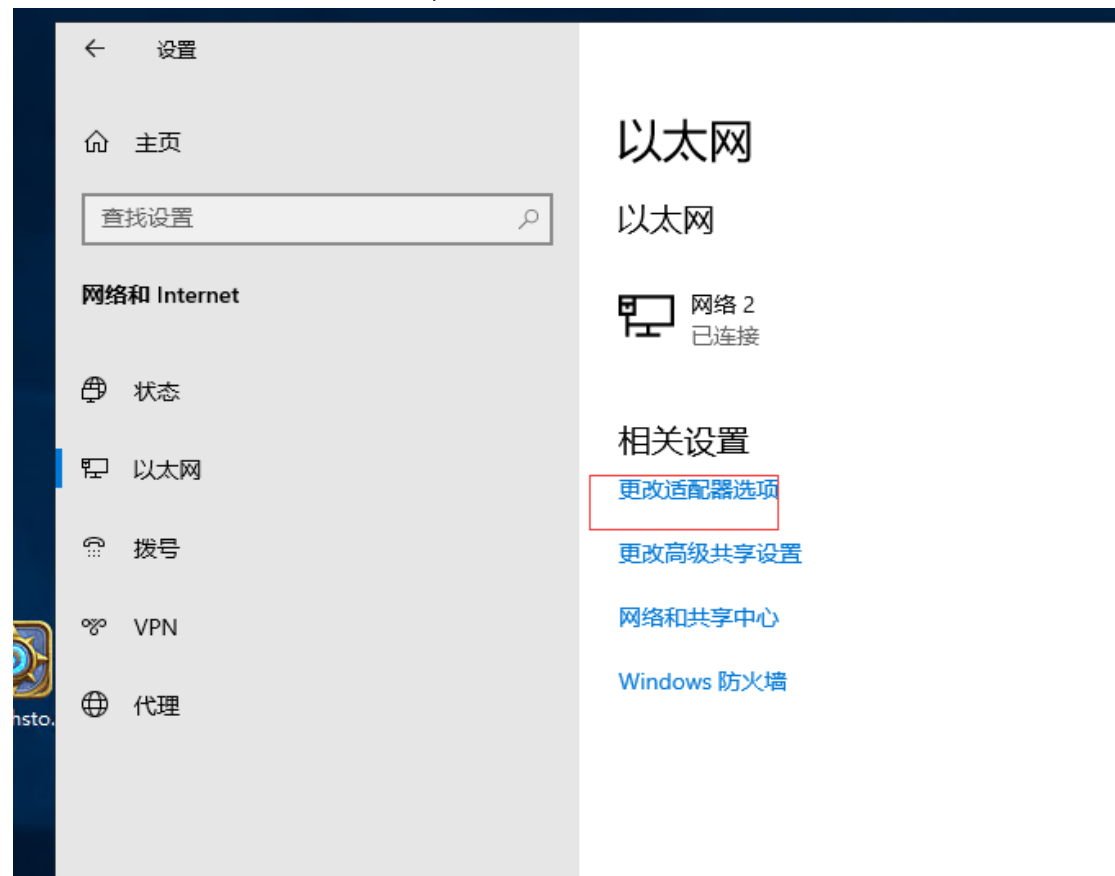 设置
主页
查找设置
网络和 Internet
状态
以太网
拨号
VPN
代理
以太网
以太网
网络 2
已连接
相关设置
更改适配器选项
更改高级共享设置
网络和共享中心
Windows 防火墙
hsto.